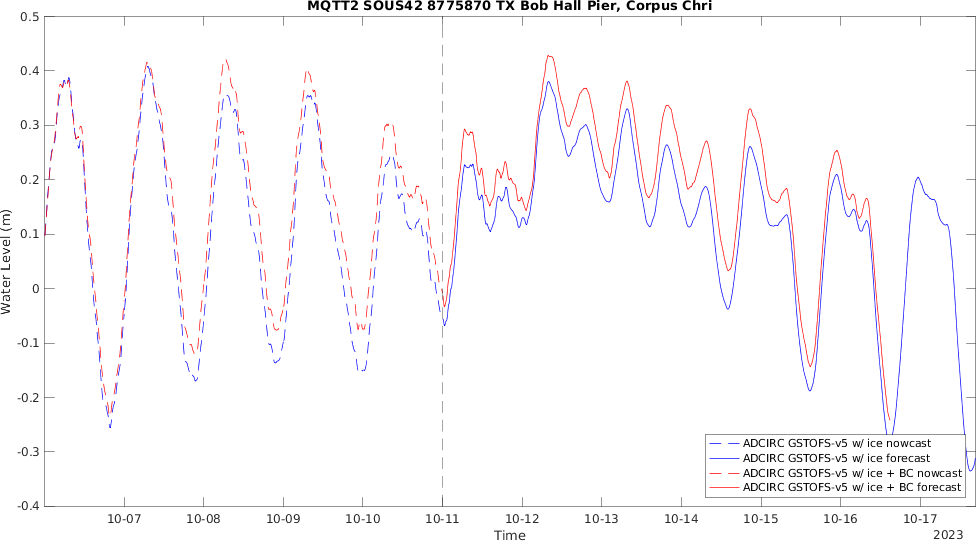 MQTT2 SOUS42 8775870 TX Bob Hall Pier, Corpus Chri
0.5
0.4
0.3
0.2
0.1
0
-0.1
-0.2
-0.3
-0.4
Water Level (m)
ADCIRC GSTOFS-v5 w/ ice nowcast
ADCIRC GSTOFS-v5 w/ ice forecast
ADCIRC GSTOFS-v5 w/ ice + BC nowcast
ADCIRC GSTOFS-v5 w/ ice + BC forecast
10-07 10-08 10-09 10-10 10-11 10-12 10-13 10-14 10-15 10-16 10-17
Time
2023